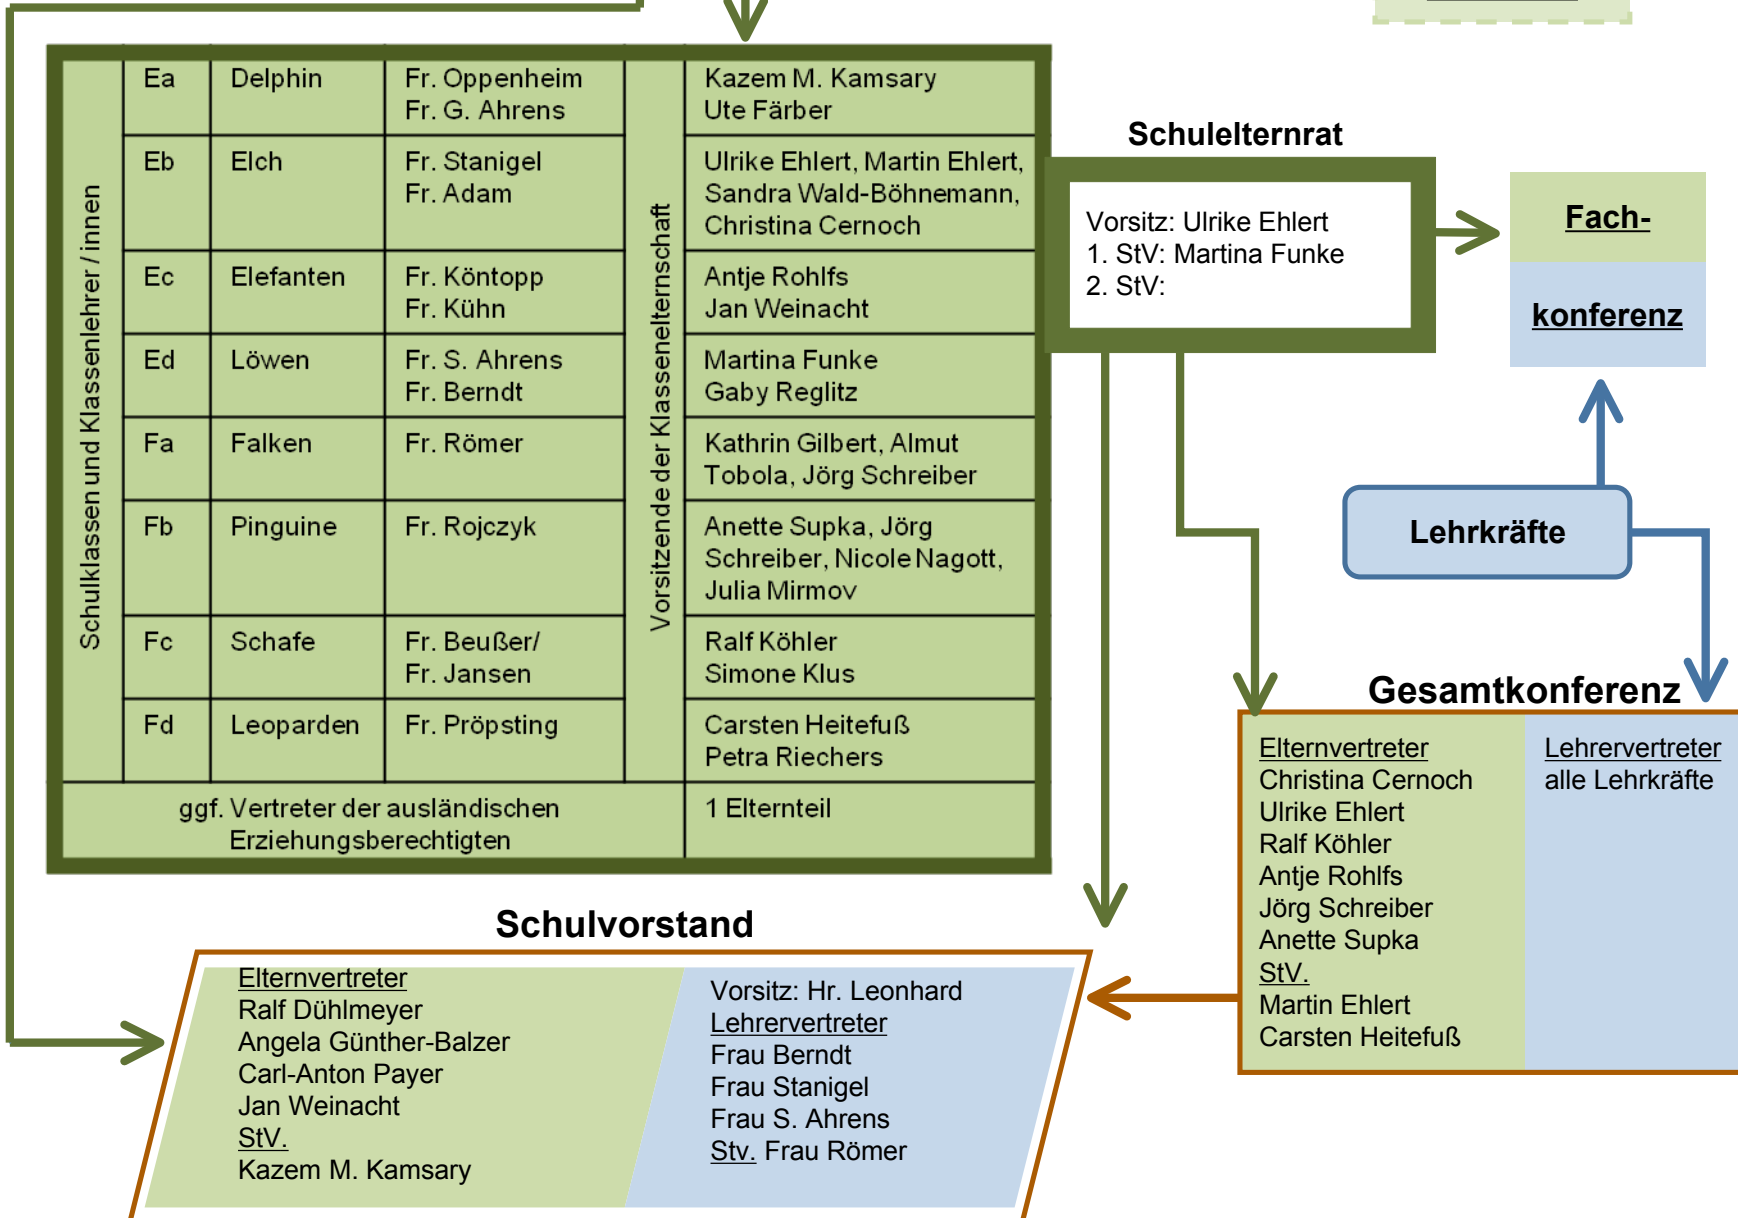 Schulklassen und Klassenlehrer / innen
Vorsitzende der Klassenelternschaft
Ea Delphin Fr. Oppenheim Kazem M. Kamsary
Fr. G. Ahrens Ute Färber
Eb Elch Fr. Stanigel Ulrike Ehlert, Martin Ehlert,
Fr. Adam Sandra Wald-Böhnemann,
Christina Cernoch
Ec Elefanten Fr. Köntopp Antje Rohlfs
Fr. Kühn Jan Weinacht
Ed Löwen Fr. S. Ahrens Martina Funke
Fr. Berndt Gaby Reglitz
Fa Falken Fr. Römer Kathrin Gilbert, Almut
Tobola, Jörg Schreiber
Fb Pinguine Fr. Rojczyk Anette Supka, Jörg
Schreiber, Nicole Nagott,
Julia Mirmov
Fc Schafe Fr. Beußer/ Ralf Köhler
Fr. Jansen Simone Klus
Fd Leoparden Fr. Pröpsting Carsten Heitefuß
Petra Riechers
ggf. Vertreter der ausländischen 1 Elternteil
Erziehungsberechtigten
Schulelternrat
Vorsitz: Ulrike Ehlert
1. StV: Martina Funke
2. StV:
Fach-
konferenz
Lehrkräfte
Gesamtkonferenz
Elternvertreter
Christina Cernoch
Ulrike Ehlert
Ralf Köhler
Antje Rohlfs
Jörg Schreiber
Anette Supka
StV.
Martin Ehlert
Carsten Heitefuß
Lehrervertreter
alle Lehrkräfte
Schulvorstand
Elternvertreter
Ralf Dühlmeyer
Angela Günther-Balzer
Carl-Anton Payer
Jan Weinacht
StV.
Kazem M. Kamsary
Vorsitz: Hr. Leonhard
Lehrervertreter
Frau Berndt
Frau Stanigel
Frau S. Ahrens
Stv. Frau Römer